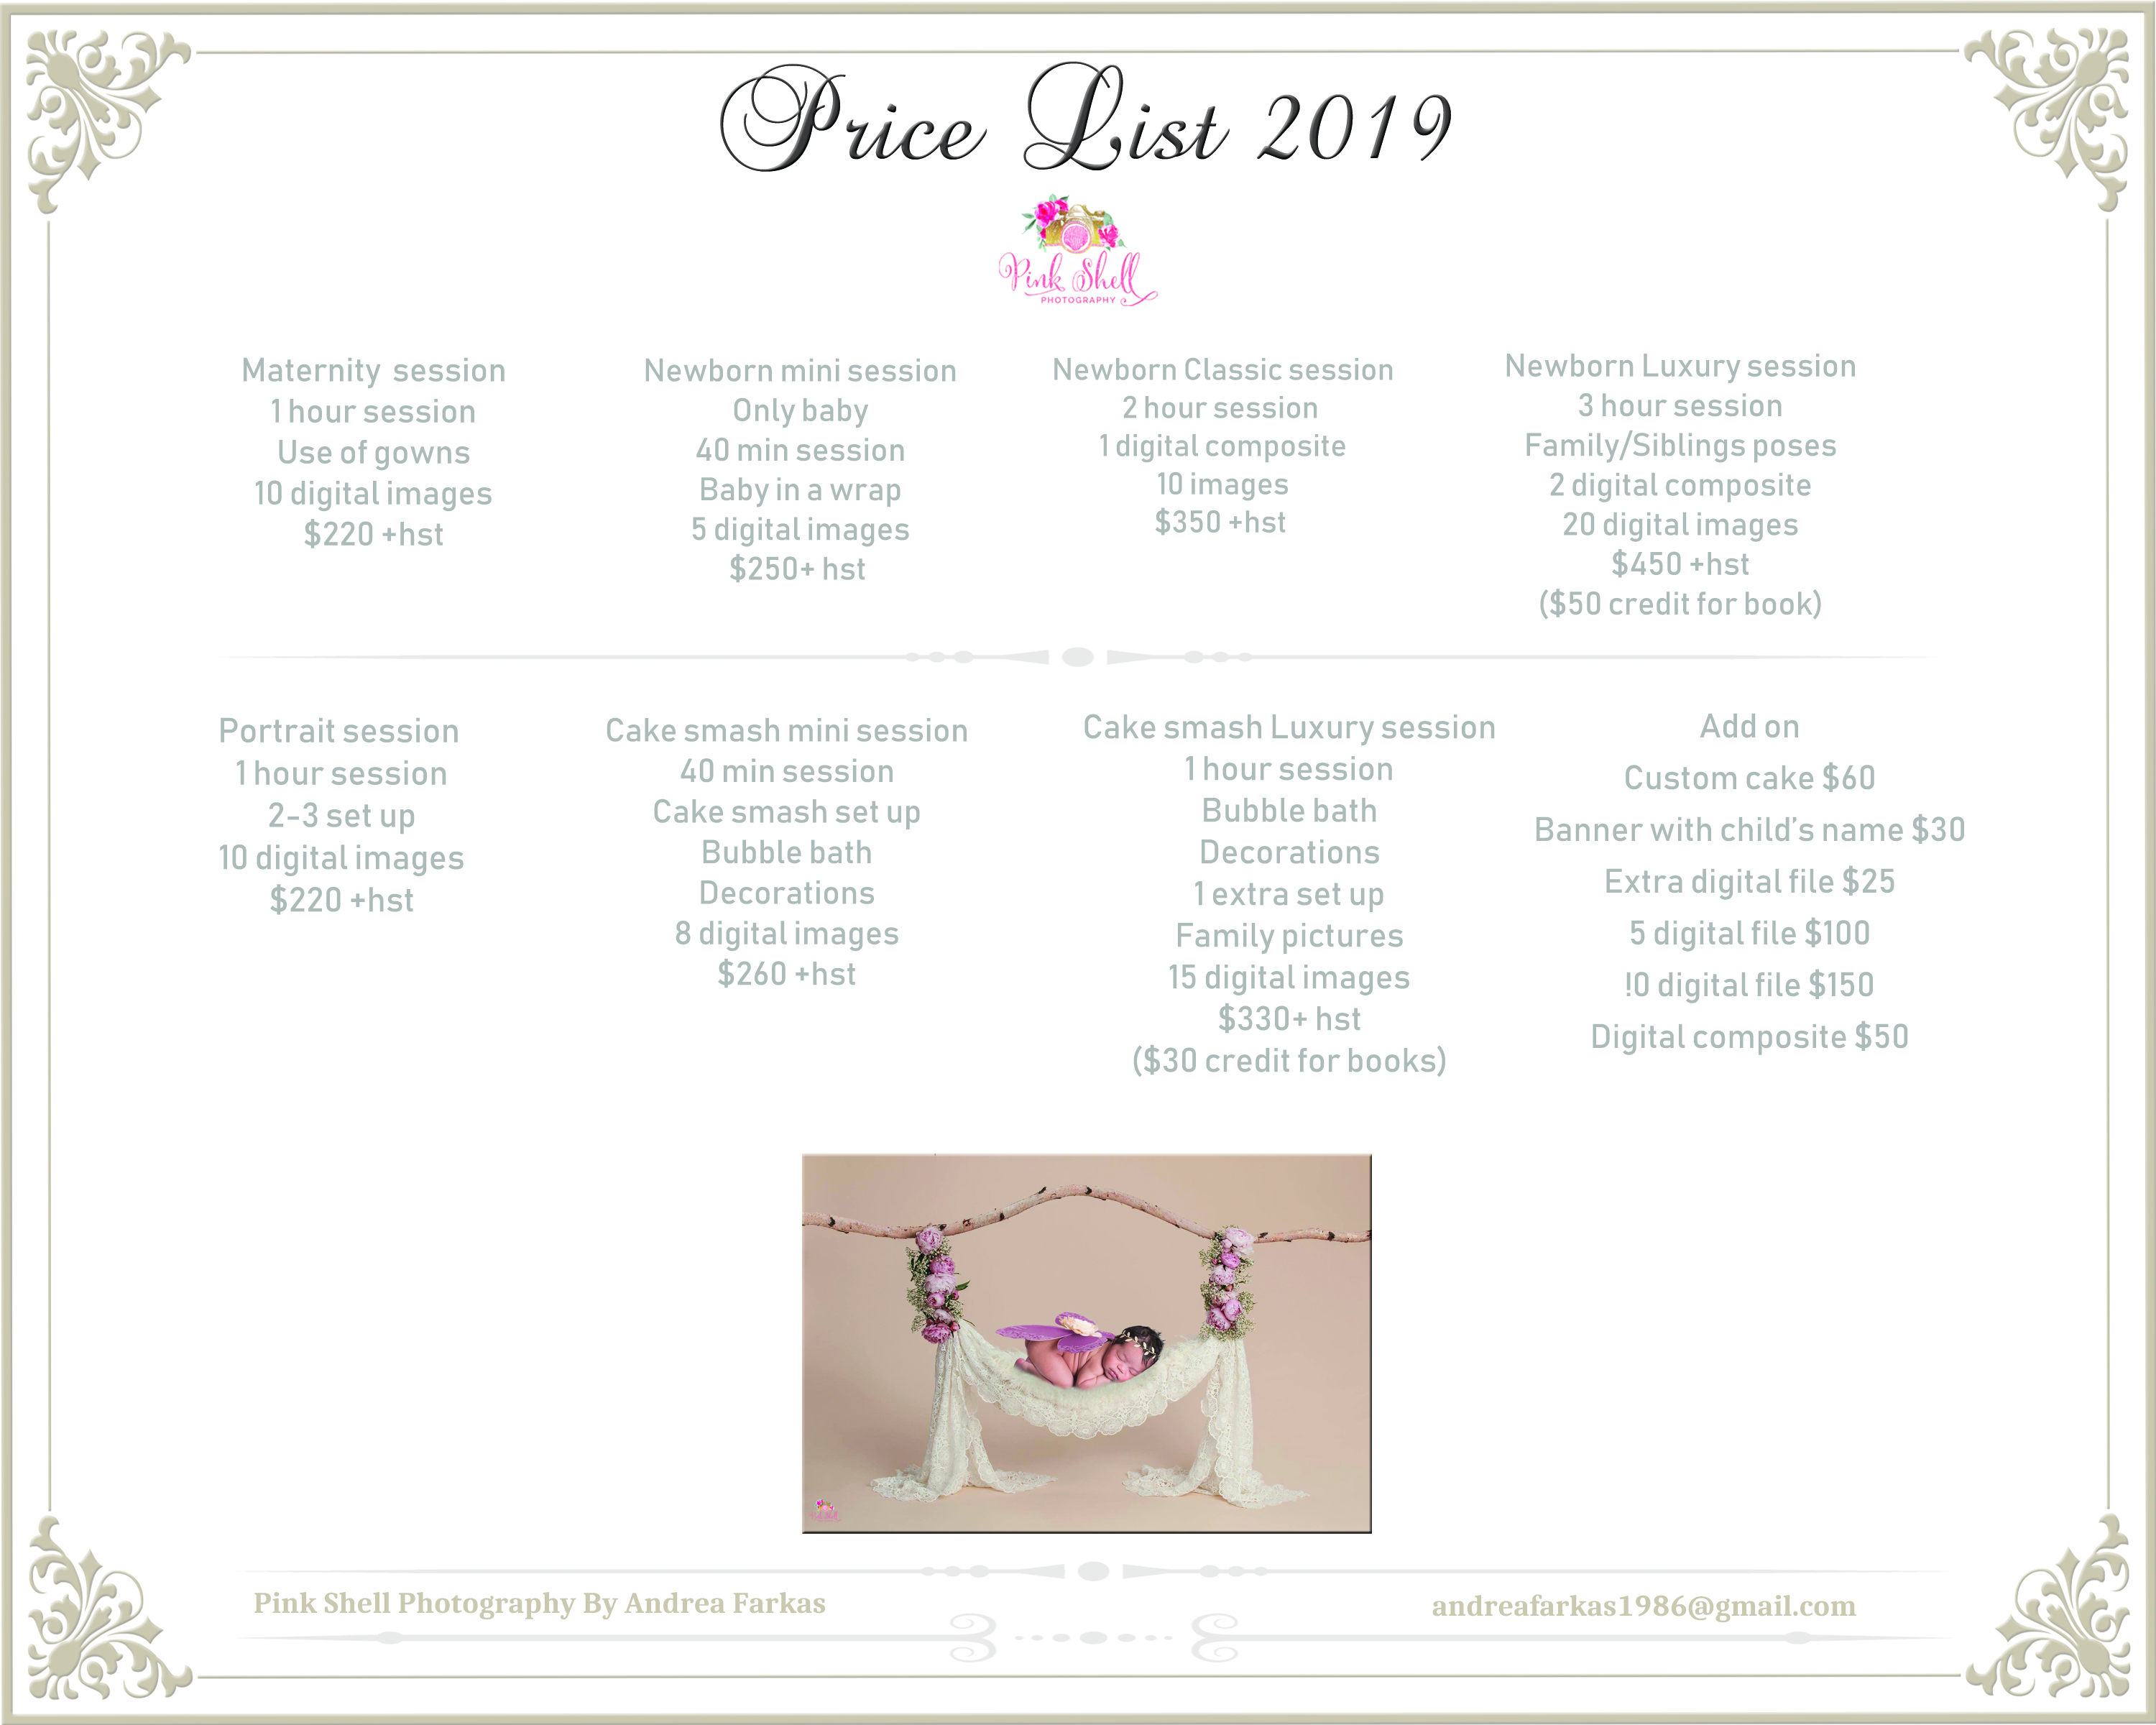 Price List 2019
Pink Shell
PHOTOGRAPHY
Maternity session
1 hour session
Use of gowns
10 digital images
$220 +hst
Newborn mini session
Only baby
40 min session
Baby in a wrap
5 digital images
$250+ hst
Newborn Classic session
2 hour session
1 digital composite
10 images
$350 +hst
Newborn Luxury session
3 hour session
Family/Siblings poses
2 digital composite
20 digital images
$450 +hst
($50 credit for book)
Portrait session
1 hour session
2-3 set up
10 digital images
$220 +hst
Cake smash mini session
40 min session
Cake smash set up
Bubble bath
Decorations
8 digital images
$260 +hst
Cake smash Luxury session
1 hour session
Bubble bath
Decorations
1 extra set up
Family pictures
15 digital images
$330+ hst
($30 credit for books)
Add on
Custom cake $60
Banner with child’s name $30
Extra digital file $25
5 digital file $100
!0 digital file $150
Digital composite $50
Pink Shell
Pink Shell Photography By Andrea Farkas
andreafarkas1986@gmail.com